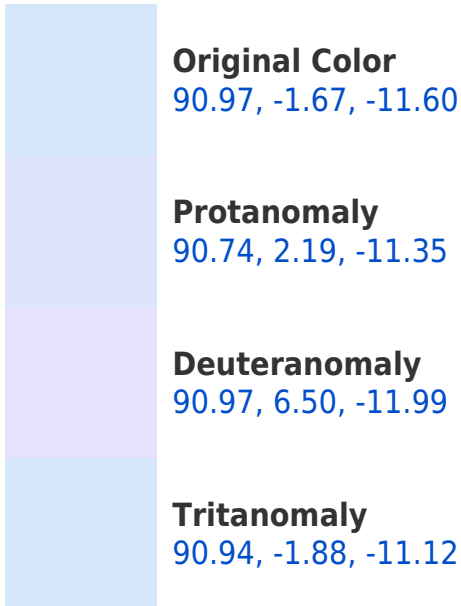 Original Color
90.97, -1.67, -11.60
Protanomaly
90.74, 2.19, -11.35
Deuteranomaly
90.97, 6.50, -11.99
Tritanomaly
90.94, -1.88, -11.12